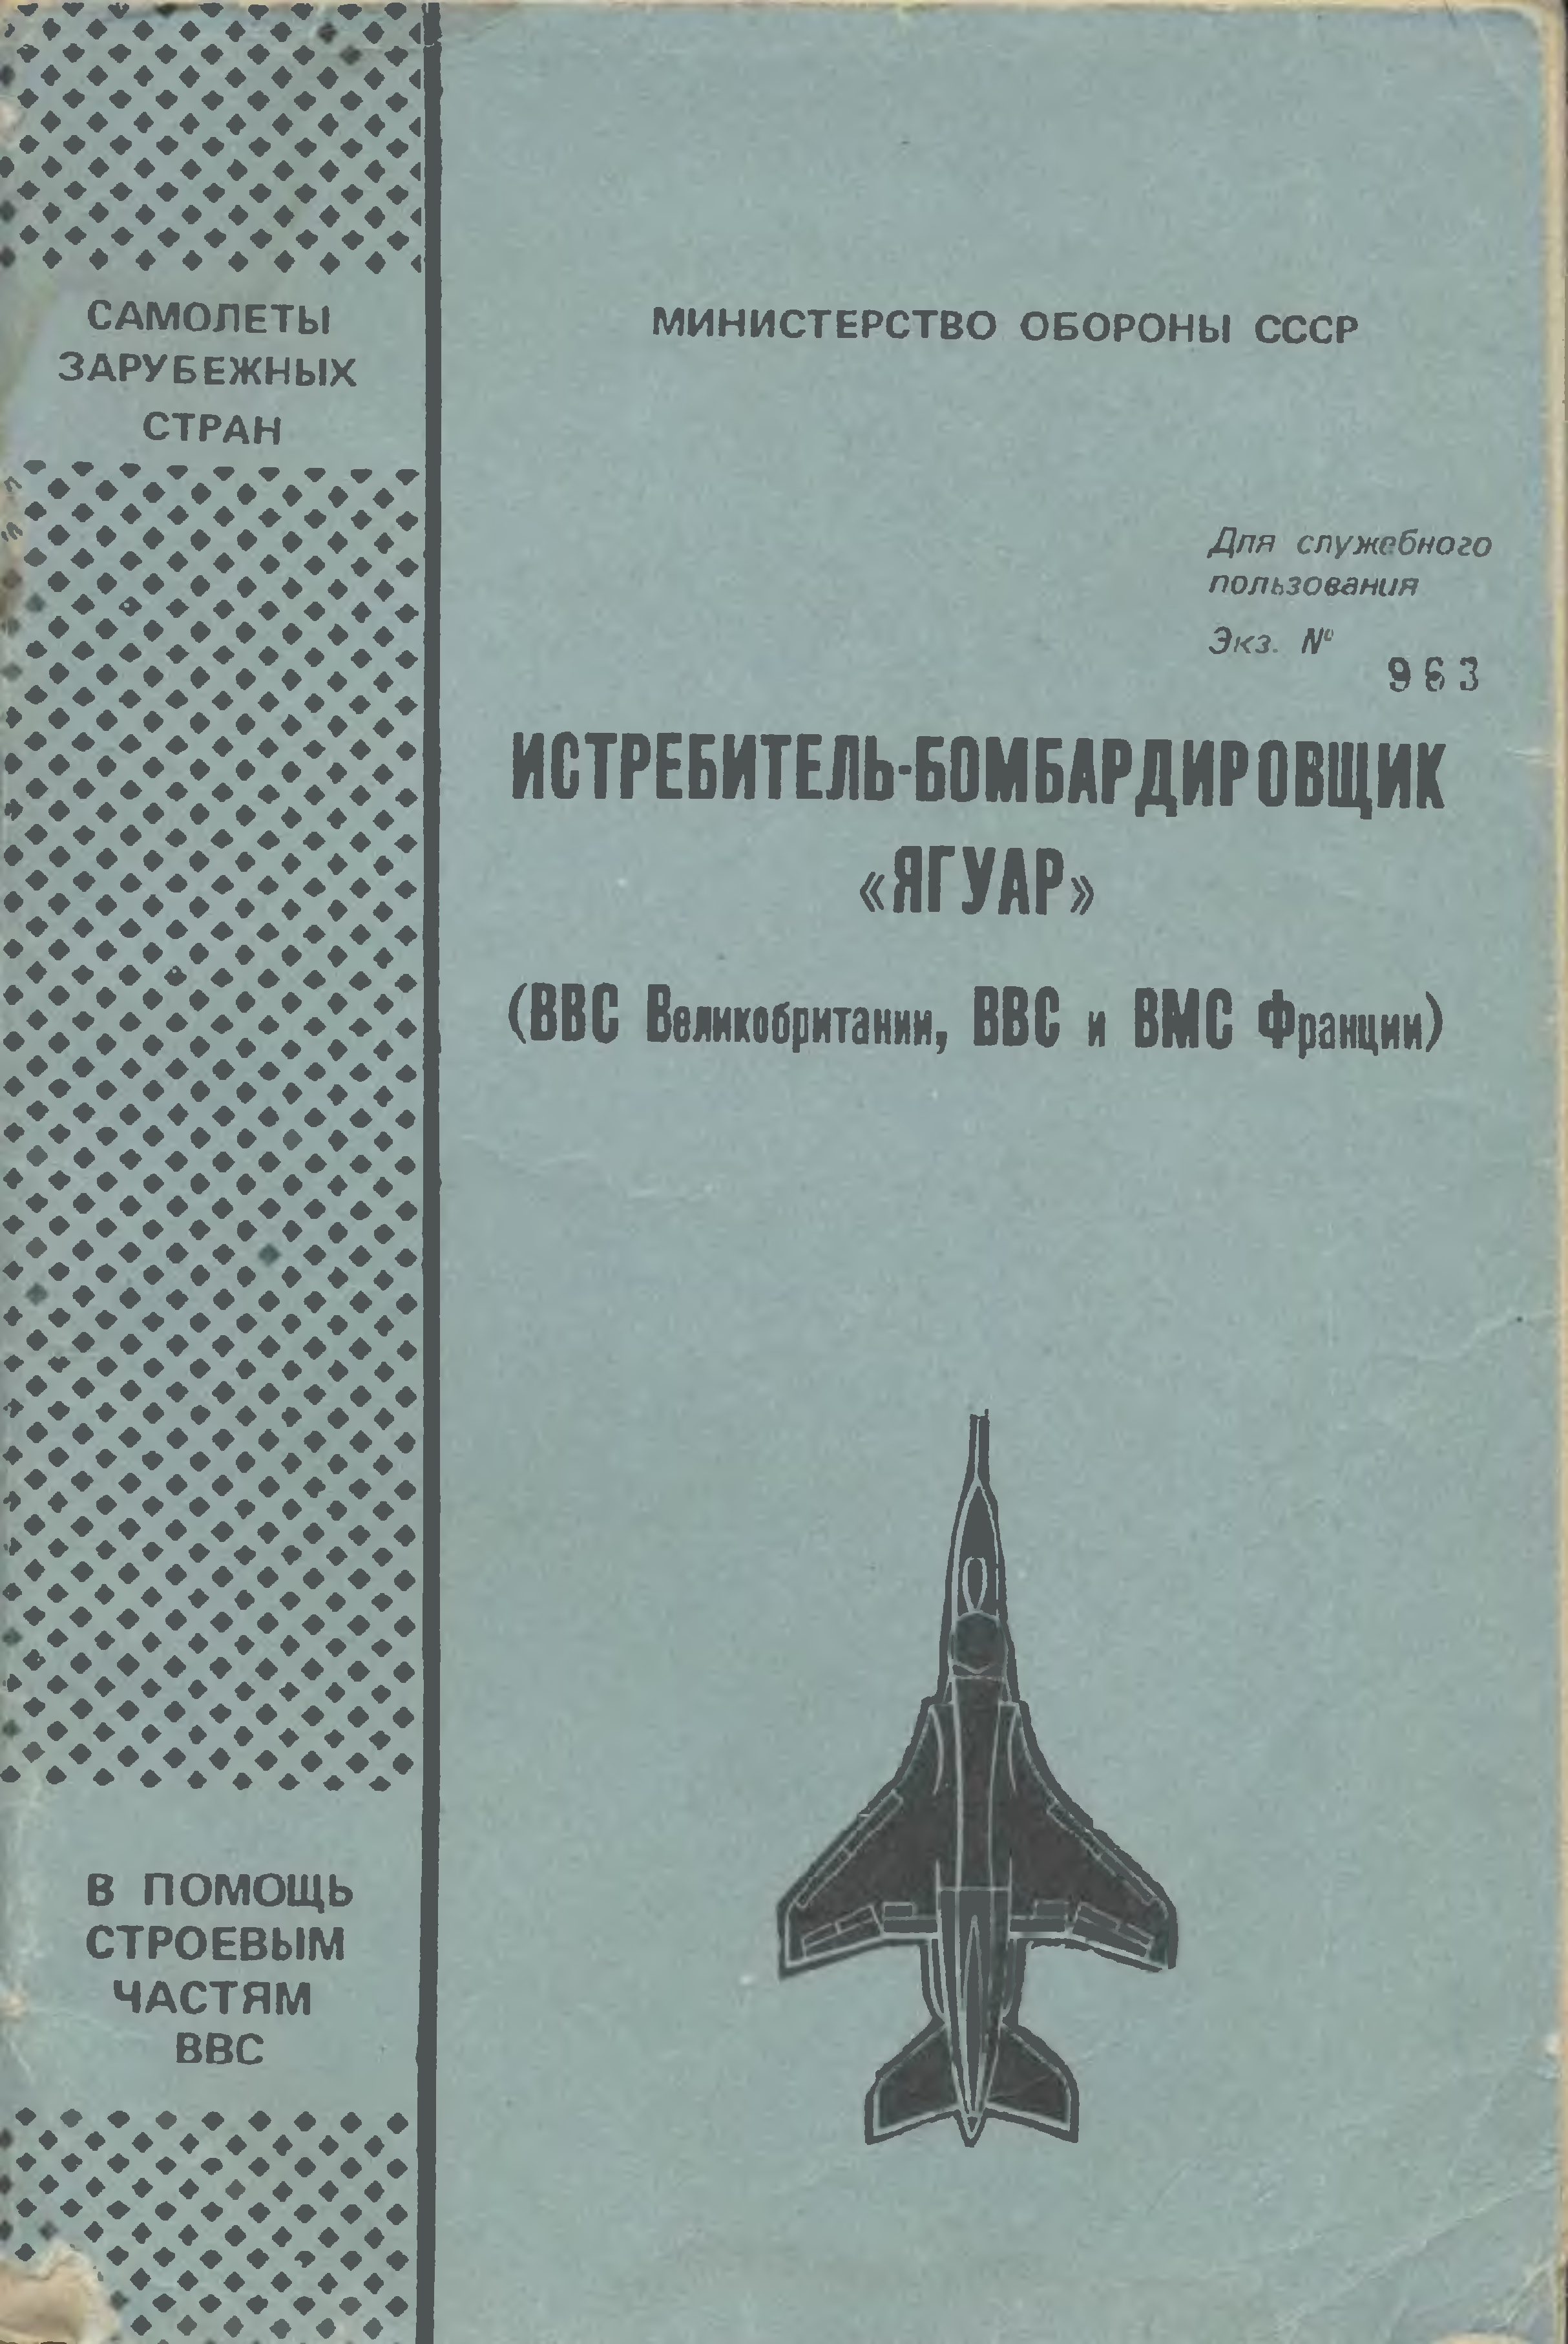 САМОЛЕТЫ
ЗАРУБЕЖНЫХ
СТРАН
МИНИСТЕРСТВО ОБОРОНЫ СССР
Для служебного
пользования
Экз. №
963
ИСТРЕБИТЕЛЬ-БОМБАРДИРОВЩИК
«ЯГУАР»
(ВВС Великобритании, ВВС и ВМС Франции)
В ПОМОЩЬ
СТРОЕВЫМ
ЧАСТЯМ
ВВС